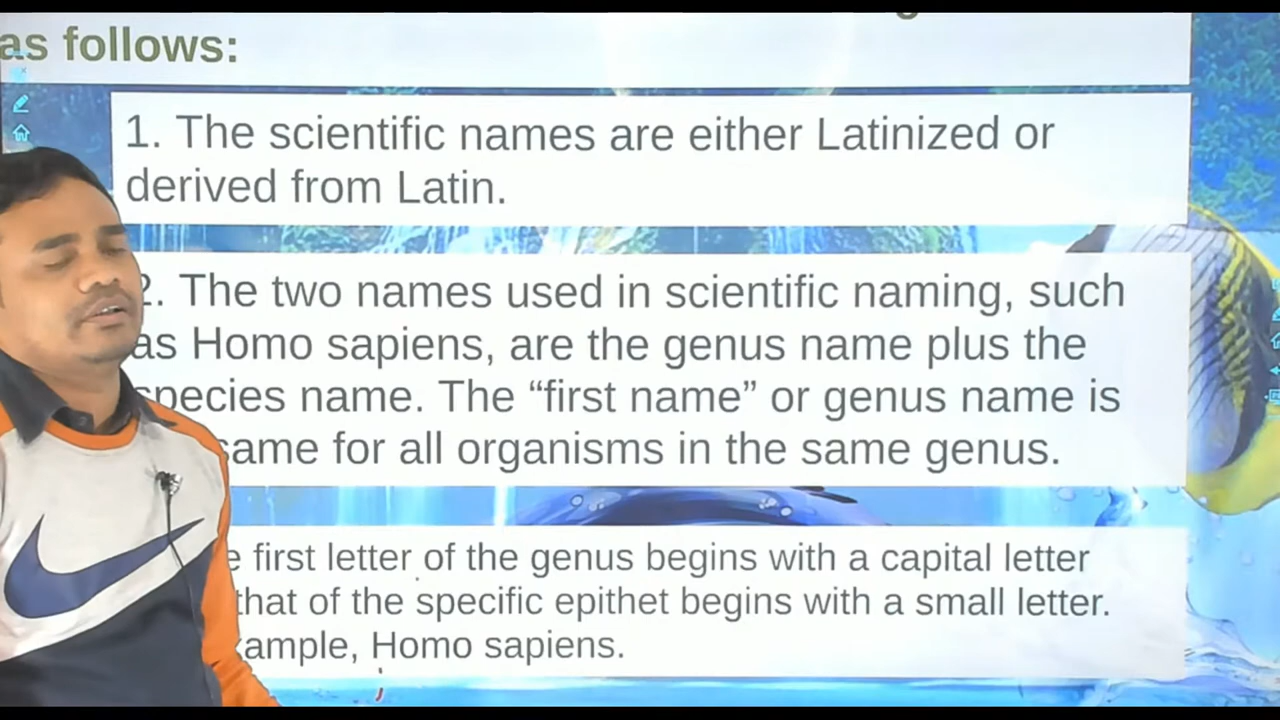 as follows:
1. The scientific names are either Latinized or
derived from Latin.
2. The two names used in scientific naming, such
as Homo sapiens, are the genus name plus the
species name. The “first name” or genus name is
same for all organisms in the same genus.
first letter of the genus begins with a capital letter
that of the specific epithet begins with a small letter.
Homo sapiens.